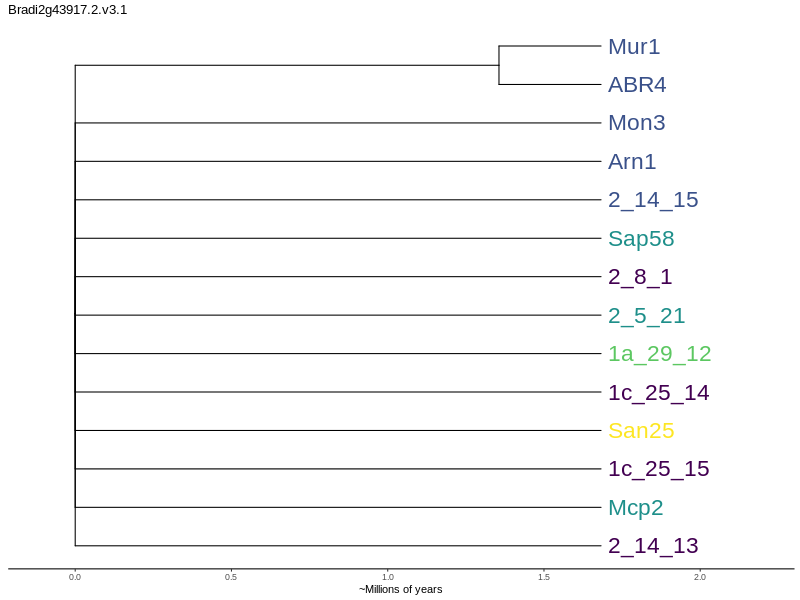 Bradi2g43917.2.v3.1
Mur1
ABR4
Mon3
Arn1
2_14_15
Sap58
2_8_1
2_5_21
1a_29_12
1c_25_14
San25
1c_25_15
Mcp2
2_14_13
0.0 0.5 1.0 1.5 2.0
~Millions of years